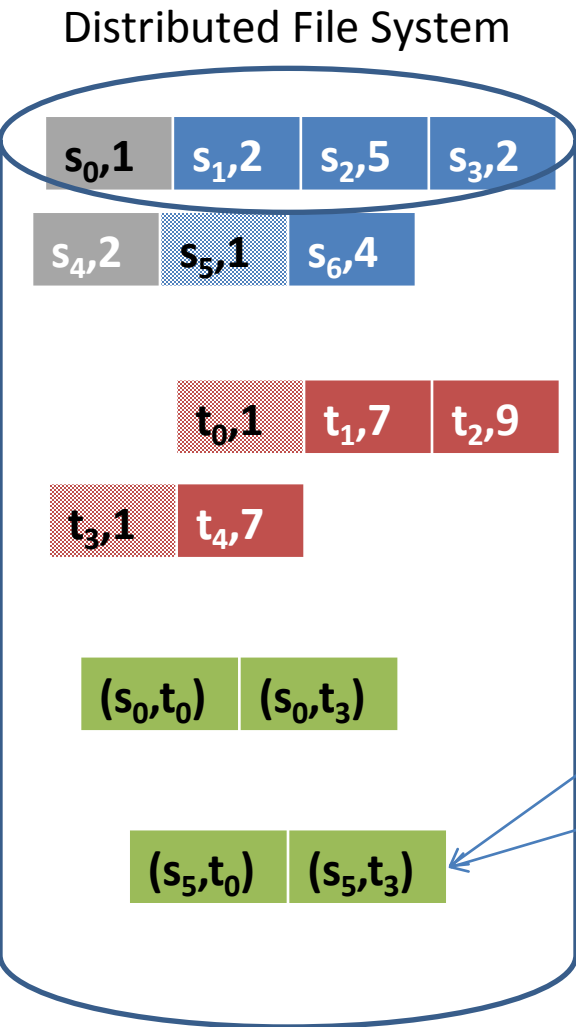 Distributed File System
s₀,1 s₁,2 s₂,5 s₃,2
s₄,2 s₅,1 s₆,4
t₀,1 t₁,7 t₂,9
t₃,1 t₄,7
(s₀,t₀) (s₀,t₃)
(s₅,t₀) (s₅,t₃)